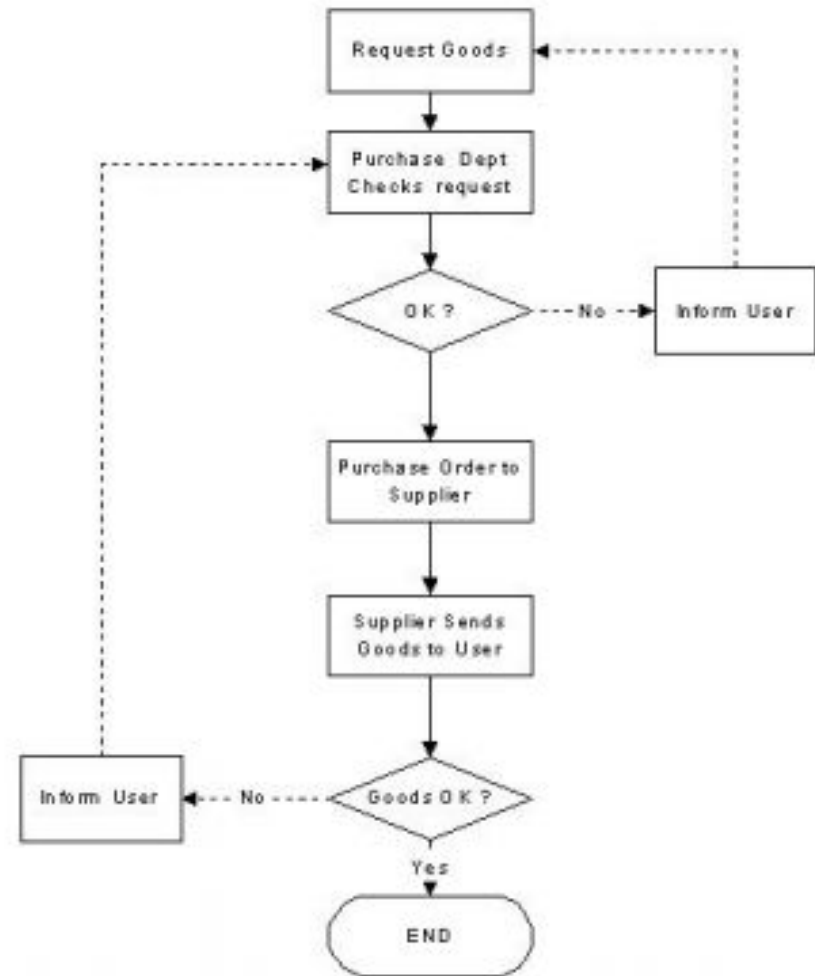 Request Goods
Purchase Dept
Checks request
OK?
No
Inform User
Purchase Order to
Supplier
Supplier Sends
Goods to User
Inform User
No
Goods OK?
Yes
END